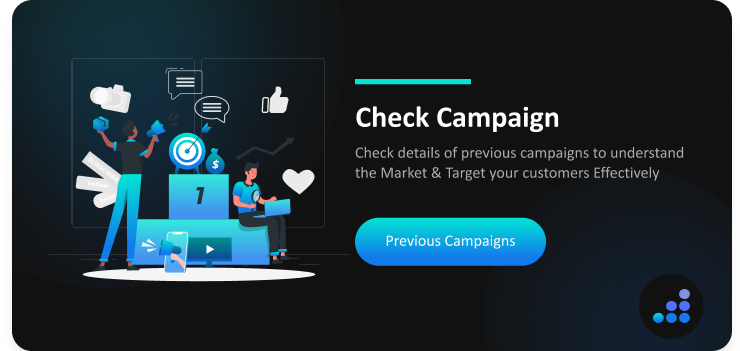 Check Campaign
Check details of previous campaigns to understand
the Market & Target your customers Effectively
Previous Campaigns
$
1